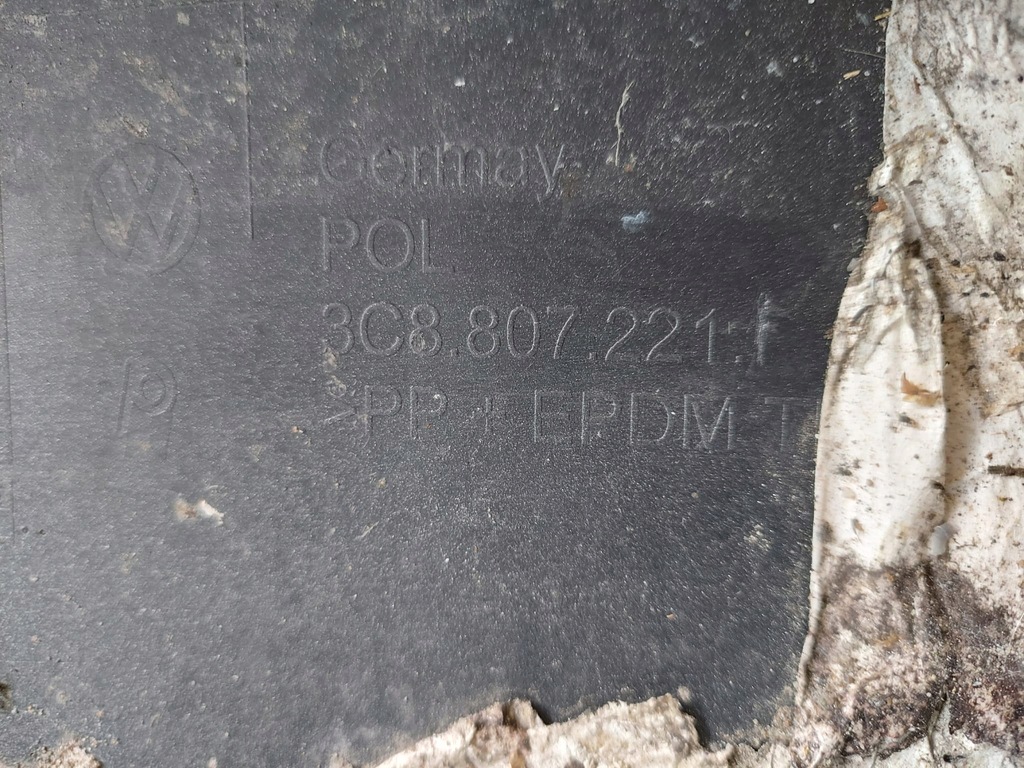 Germay
POL
3C8.807.221.F
>PP + EPDM T